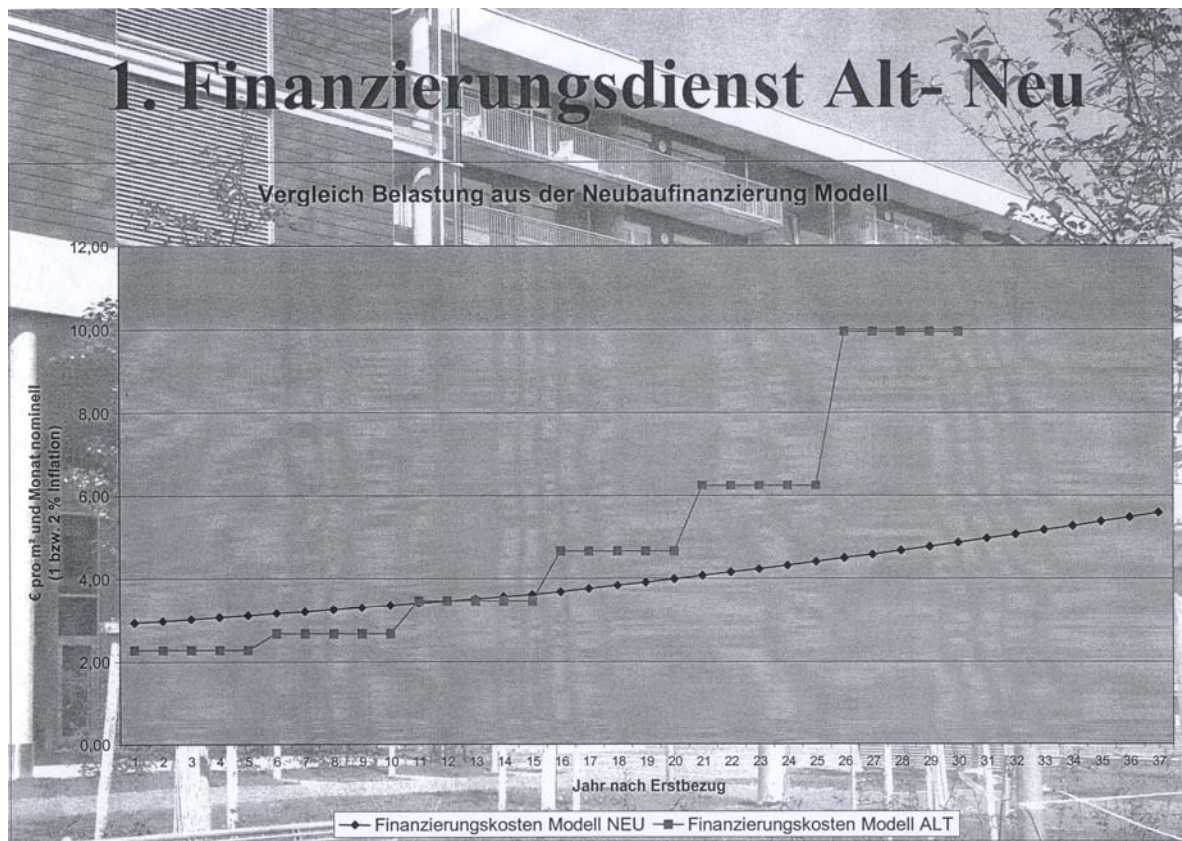 1. Finanzierungsdienst Alt- Neu
Vergleich Belastung aus der Neubaufinanzierung Modell
12,00
10,00
8,00
6,00
4,00
2,00
0,00
€ pro m² und Monat nominell
(1 bzw. 2 % Inflation)
1 2 3 4 5 6 7 8 9 10 11 12 13 14 15 16 17 18 19 20 21 22 23 24 25 26 27 28 29 30 31 32 33 34 35 36 37
Jahr nach Erstbezug
Finanzierungskosten Modell NEU Finanzierungskosten Modell ALT